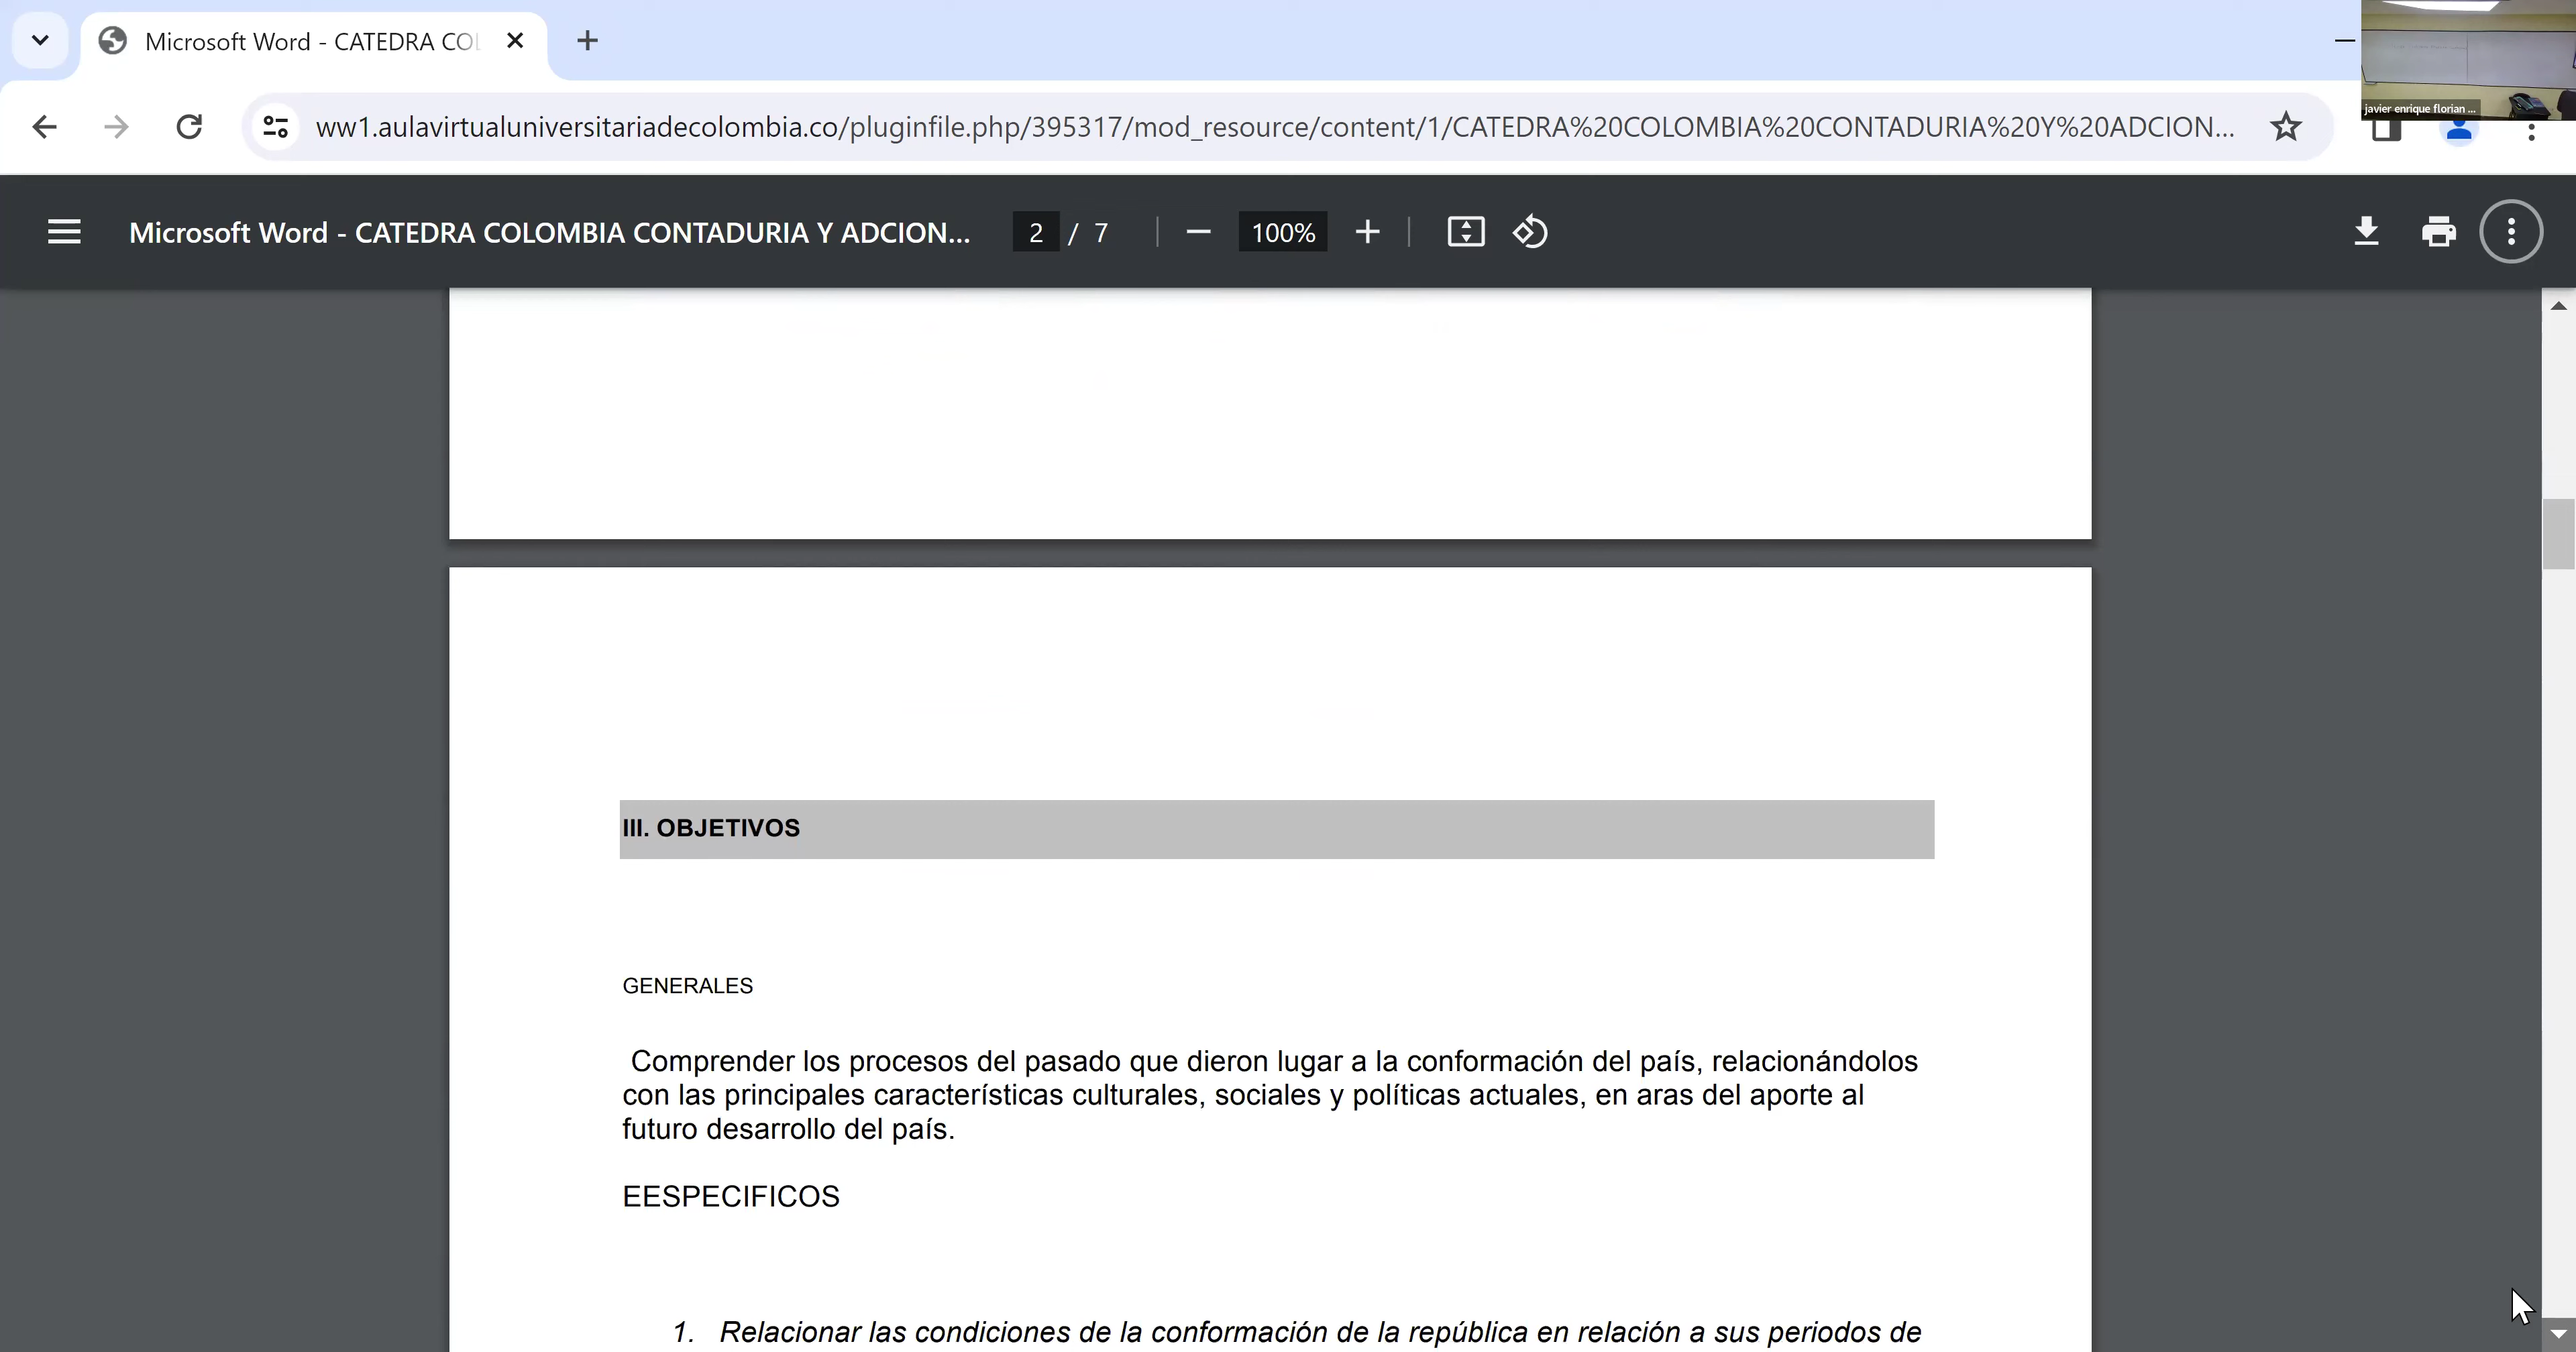 Microsoft Word - CATEDRA COL
ww1.aulavirtualuniversitariadecolombia.co/pluginfile.php/395317/mod_resource/content/1/CATEDRA%20COLOMBIA%20CONTADURIA%20Y%20ADCION...
javier enrique florian ...
Microsoft Word - CATEDRA COLOMBIA CONTADURIA Y ADCION...
2 / 7
100%
III. OBJETIVOS
GENERALES
Comprender los procesos del pasado que dieron lugar a la conformación del país, relacionándolos
con las principales características culturales, sociales y políticas actuales, en aras del aporte al
futuro desarrollo del país.
EESPECIFICOS
1. Relacionar las condiciones de la conformación de la república en relación a sus periodos de